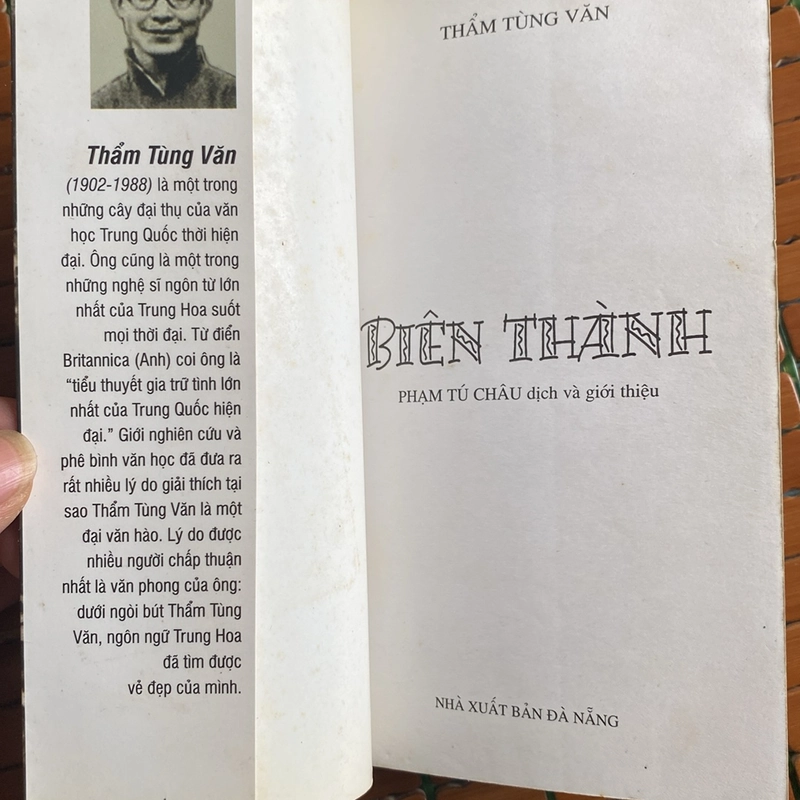 Thẩm Tùng Văn
(1902-1988) là một trong
những cây đại thụ của văn
học Trung Quốc thời hiện
đại. Ông cũng là một trong
những nghệ sĩ ngôn từ lớn
nhất của Trung Hoa suốt
mọi thời đại. Từ điển
Britannica (Anh) coi ông là
“tiểu thuyết gia trữ tình lớn
nhất của Trung Quốc hiện
đại.” Giới nghiên cứu và
phê bình văn học đã đưa ra
rất nhiều lý do giải thích tại
sao Thẩm Tùng Văn là một
đại văn hào. Lý do được
nhiều người chấp thuận
nhất là văn phong của ông:
dưới ngòi bút Thẩm Tùng
Văn, ngôn ngữ Trung Hoa
đã tìm được
vẻ đẹp của mình.
THẨM TÙNG VĂN
BIÊN THÀNH
PHẠM TÚ CHÂU dịch và giới thiệu
NHÀ XUẤT BẢN ĐÀ NẴNG